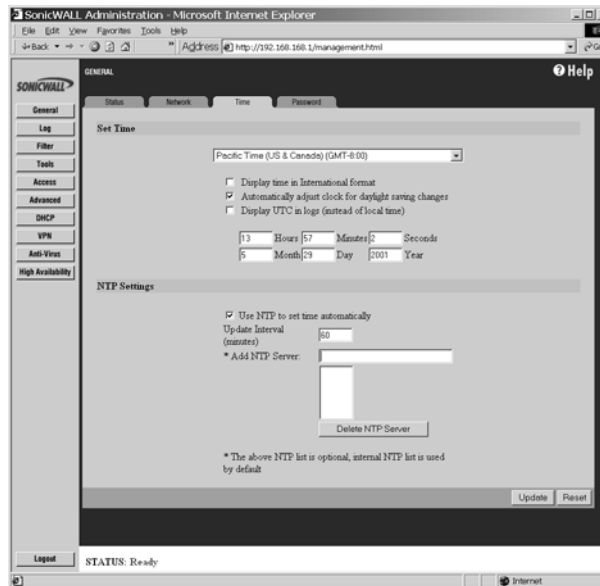 SonicWALL Administration - Microsoft Internet Explorer
File Edit View Favorites Tools Help
Back Address http://192.168.168.1/management.html
SONICWALL
GENERAL
Help
Status Network Time Password
General
Log
Filter
Tools
Access
Advanced
DHCP
VPN
Anti-Virus
High Availability
Logout
Set Time
Pacific Time (US & Canada) (GMT-8:00)
Display time in International format
Automatically adjust clock for daylight saving changes
Display UTC in logs (instead of local time)
13 Hours 57 Minutes 2 Seconds
5 Month 29 Day 2001 Year
NTP Settings
Use NTP to set time automatically
Update Interval
(minutes)
60
* Add NTP Server:
Delete NTP Server
* The above NTP list is optional, internal NTP list is used
by default
Update Reset
STATUS: Ready
Internet